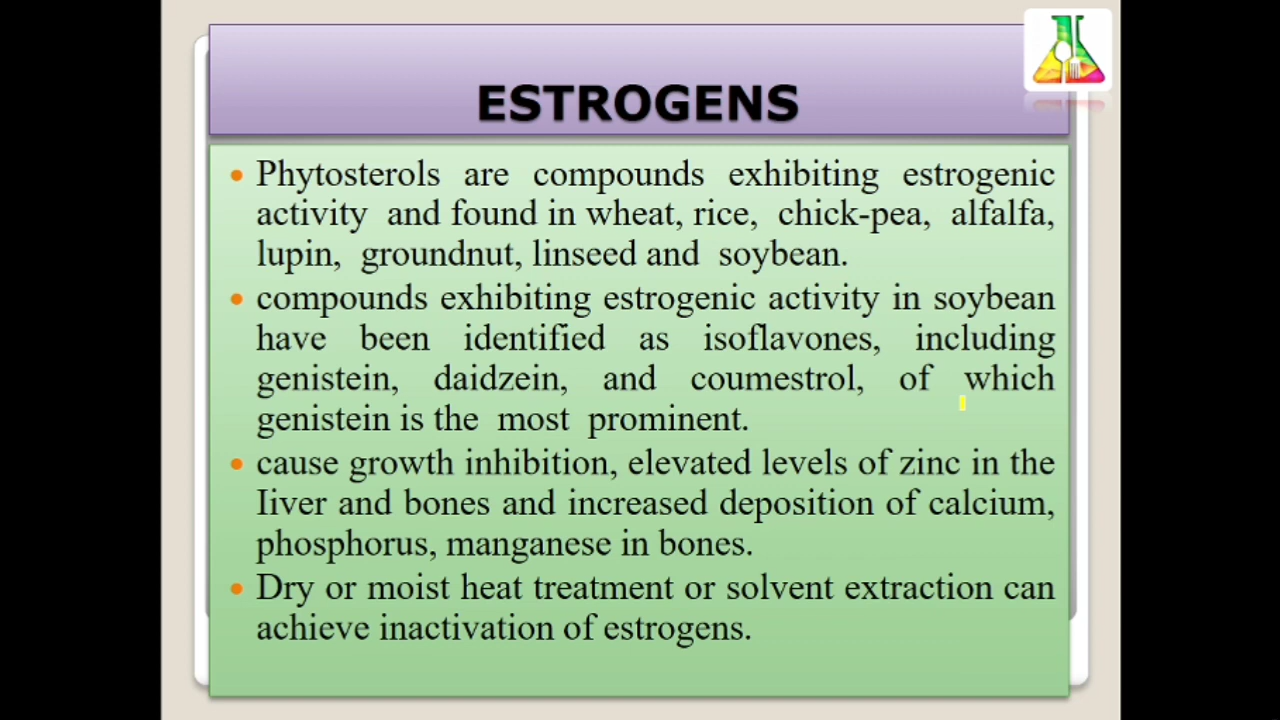 ESTROGENS
• Phytosterols are compounds exhibiting estrogenic
activity and found in wheat, rice, chick-pea, alfalfa,
lupin, groundnut, linseed and soybean.
• compounds exhibiting estrogenic activity in soybean
have been identified as isoflavones, including
genistein, daidzein, and coumestrol, of which
genistein is the most prominent.
• cause growth inhibition, elevated levels of zinc in the
Iiver and bones and increased deposition of calcium,
phosphorus, manganese in bones.
• Dry or moist heat treatment or solvent extraction can
achieve inactivation of estrogens.